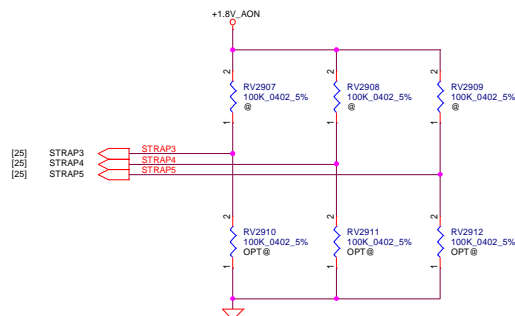 +1.8V_AON
2
2
2
RV2907
100K_0402_5%
@
RV2908
100K_0402_5%
@
RV2909
100K_0402_5%
@
1
1
1
[25] STRAP3 STRAP3
[25] STRAP4 STRAP4
[25] STRAP5 STRAP5
2
2
2
RV2910
100K_0402_5%
OPT@
RV2911
100K_0402_5%
OPT@
RV2912
100K_0402_5%
OPT@
1
1
1